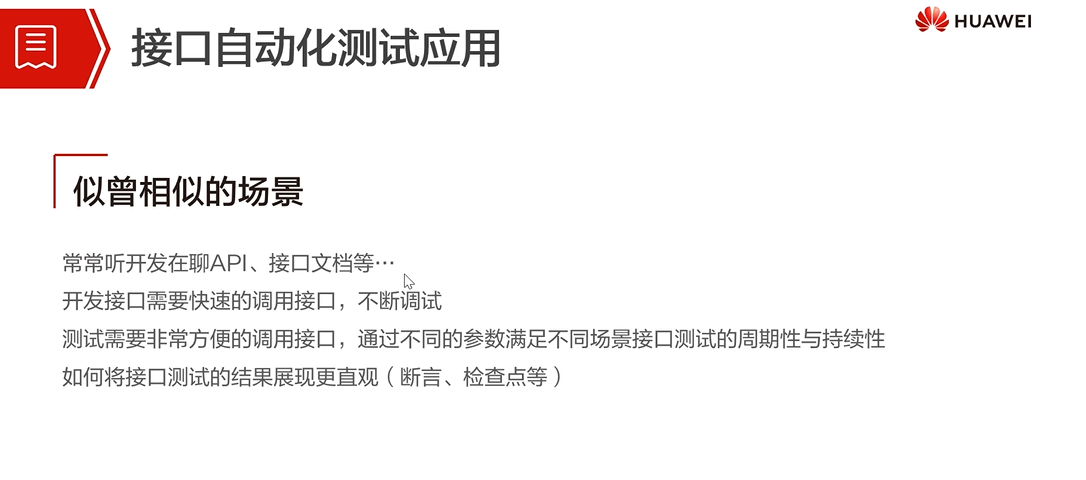 接口自动化测试应用
HUAWEI
似曾相似的场景
常常听开发在聊API、接口文档等…
开发接口需要快速的调用接口，不断调试
测试需要非常方便的调用接口，通过不同的参数满足不同场景接口测试的周期性与持续性
如何将接口测试的结果展现更直观（断言、检查点等）